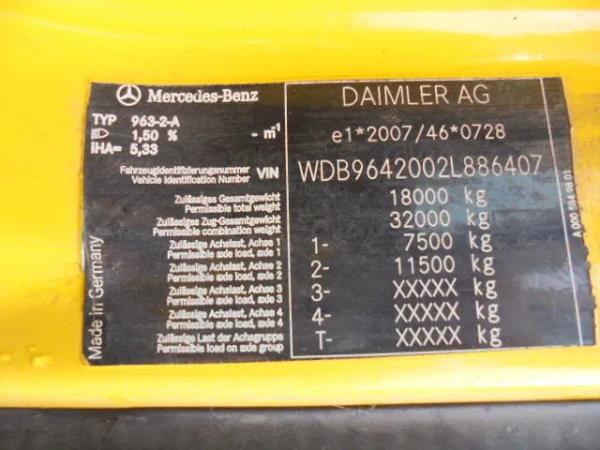 Mercedes-Benz
TYP 963-2-A
1,50 % - m-1
IHA= 5,33
Fahrzeugidentifizierungsnummer
Vehicle Identification Number VIN
Zulässiges Gesamtgewicht
Permissible total weight
Zulässiges Zug-Gesamtgewicht
Permissible combination weight
Zulässige Achslast, Achse 1
Permissible axle load, axle 1
Zulässige Achslast, Achse 2
Permissible axle load, axle 2
Zulässige Achslast, Achse 3
Permissible axle load, axle 3
Zulässige Achslast, Achse 4
Permissible axle load, axle 4
Zulässige Last der Achsgruppe
Permissible load on axle group
Made in Germany
DAIMLER AG
e1*2007/46*0728
WDB9642002L886407
18000 kg
32000 kg
1- 7500 kg
2- 11500 kg
3- XXXXX kg
4- XXXXX kg
T- XXXXX kg
A 000 584 98 01